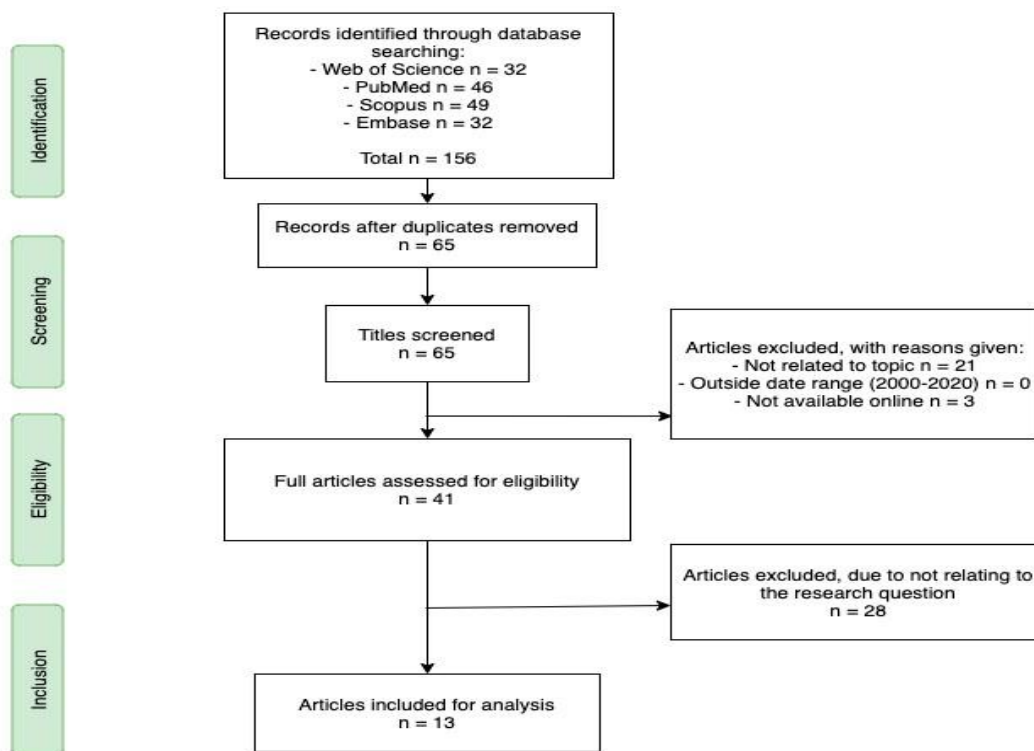 Identification
Records identified through database
searching:
- Web of Science n = 32
- PubMed n = 46
- Scopus n = 49
- Embase n = 32
Total n = 156
Records after duplicates removed
n = 65
Screening
Titles screened
n = 65
Articles excluded, with reasons given:
- Not related to topic n = 21
- Outside date range (2000-2020) n = 0
- Not available online n = 3
Eligibility
Full articles assessed for eligibility
n = 41
Articles excluded, due to not relating to
the research question
n = 28
Inclusion
Articles included for analysis
n = 13